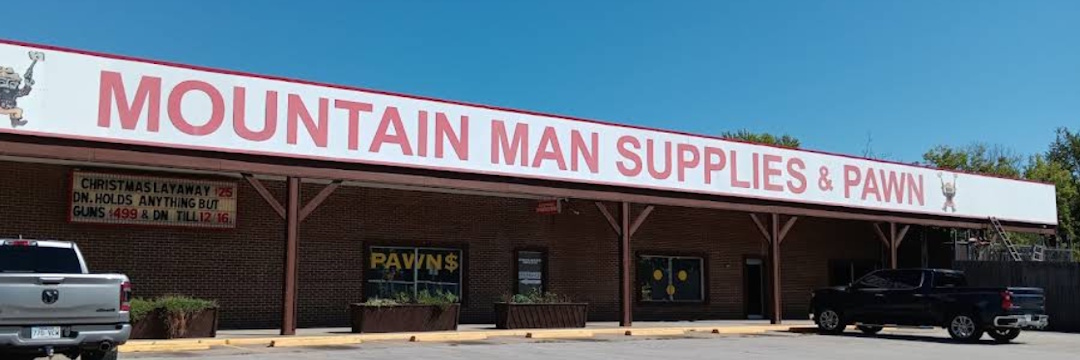 MOUNTAIN MAN SUPPLIES & PAWN
CHRISTMAS LAYAWAY $25
DN. HOLDS ANYTHING BUT
GUNS $499 & DN TILL 12/16
PAWN$